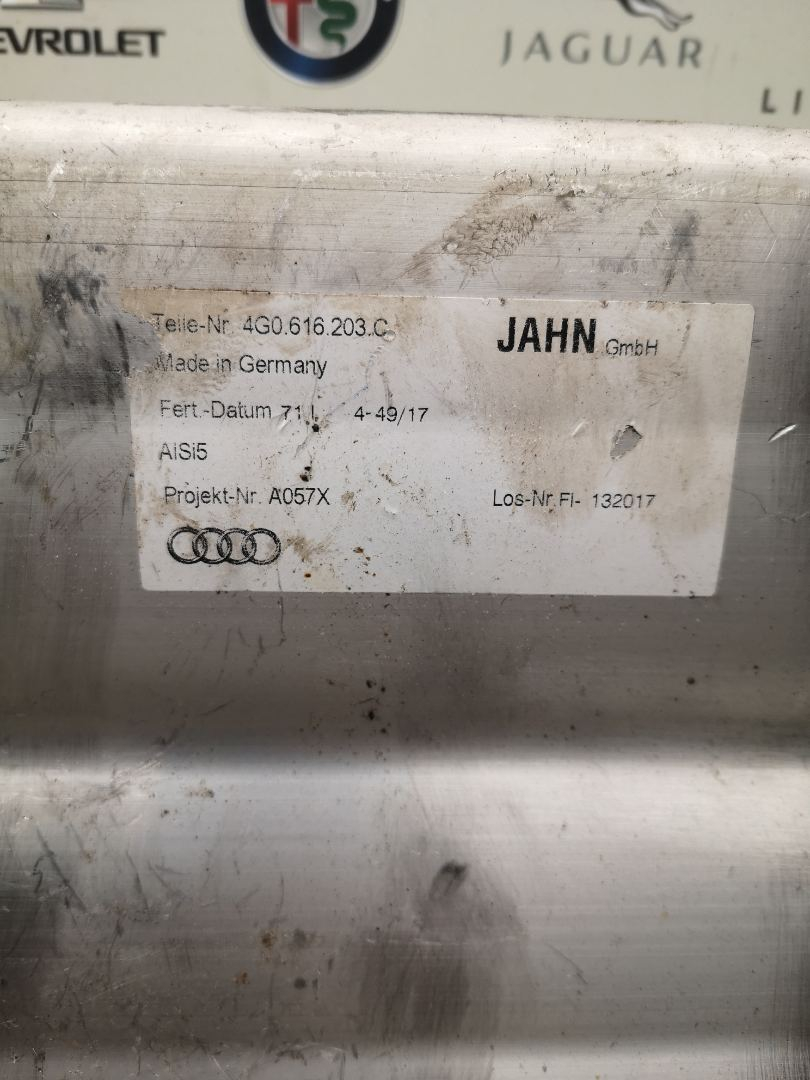 EVROLET
JAGUAR
LI
Teile-Nr. 4G0.616.203.C
JAHN GmbH
Made in Germany
Fert.-Datum 71 4-49/17
AlSi5
Projekt-Nr. A057X
Los-Nr.FI- 132017